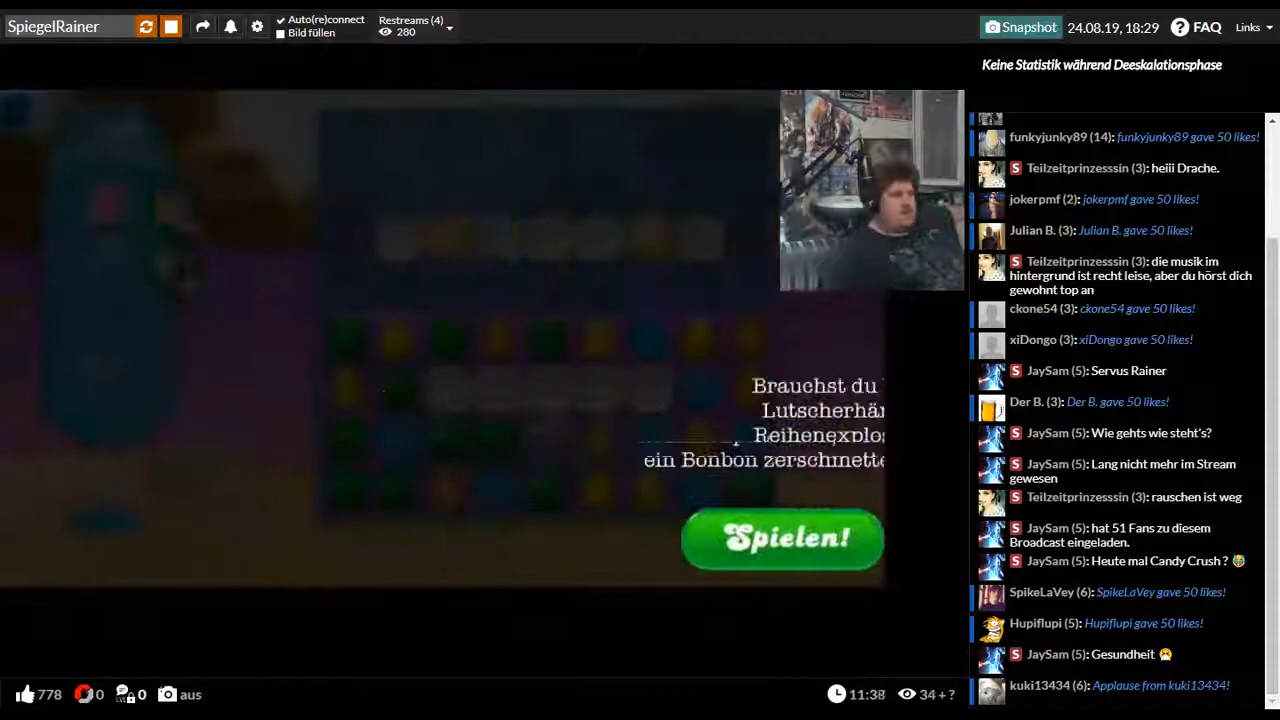 SpiegelRainer
Auto(re)connect
Bild füllen
Restreams (4)
280
Snapshot
24.08.19, 18:29
FAQ
Links
Keine Statistik während Deeskalationsphase
funkyjunky89 (14): funkyjunky89 gave 50 likes!
S Teilzeitprinzesssin (3): heiii Drache.
jokerpmf (2): jokerpmf gave 50 likes!
Julian B. (3): Julian B. gave 50 likes!
S Teilzeitprinzesssin (3): die musik im
hintergrund ist recht leise, aber du hörst dich
gewohnt top an
ckone54 (3): ckone54 gave 50 likes!
xiDongo (3): xiDongo gave 50 likes!
S JaySam (5): Servus Rainer
Der B. (3): Der B. gave 50 likes!
S JaySam (5): Wie gehts wie steht's?
S JaySam (5): Lang nicht mehr im Stream
gewesen
S Teilzeitprinzesssin (3): rauschen ist weg
S JaySam (5): hat 51 Fans zu diesem
Broadcast eingeladen.
S JaySam (5): Heute mal Candy Crush ? 😭
SpikeLaVey (6): SpikeLaVey gave 50 likes!
Hupiflupi (5): Hupiflupi gave 50 likes!
S JaySam (5): Gesundheit 😷
kuki13434 (6): Applause from kuki13434!
Brauchst du
Lutscherhä
Reihenexplo
ein Bonbon zerschmette
Spielen!
778
0
LVL
0
aus
11:38
34 + ?